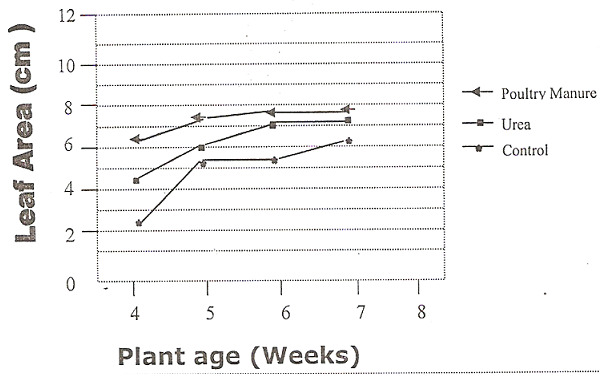 Leaf Area (cm )
12
10
8
6
4
2
0
4 5 6 7 8
Plant age (Weeks)
Poultry Manure
Urea
Control